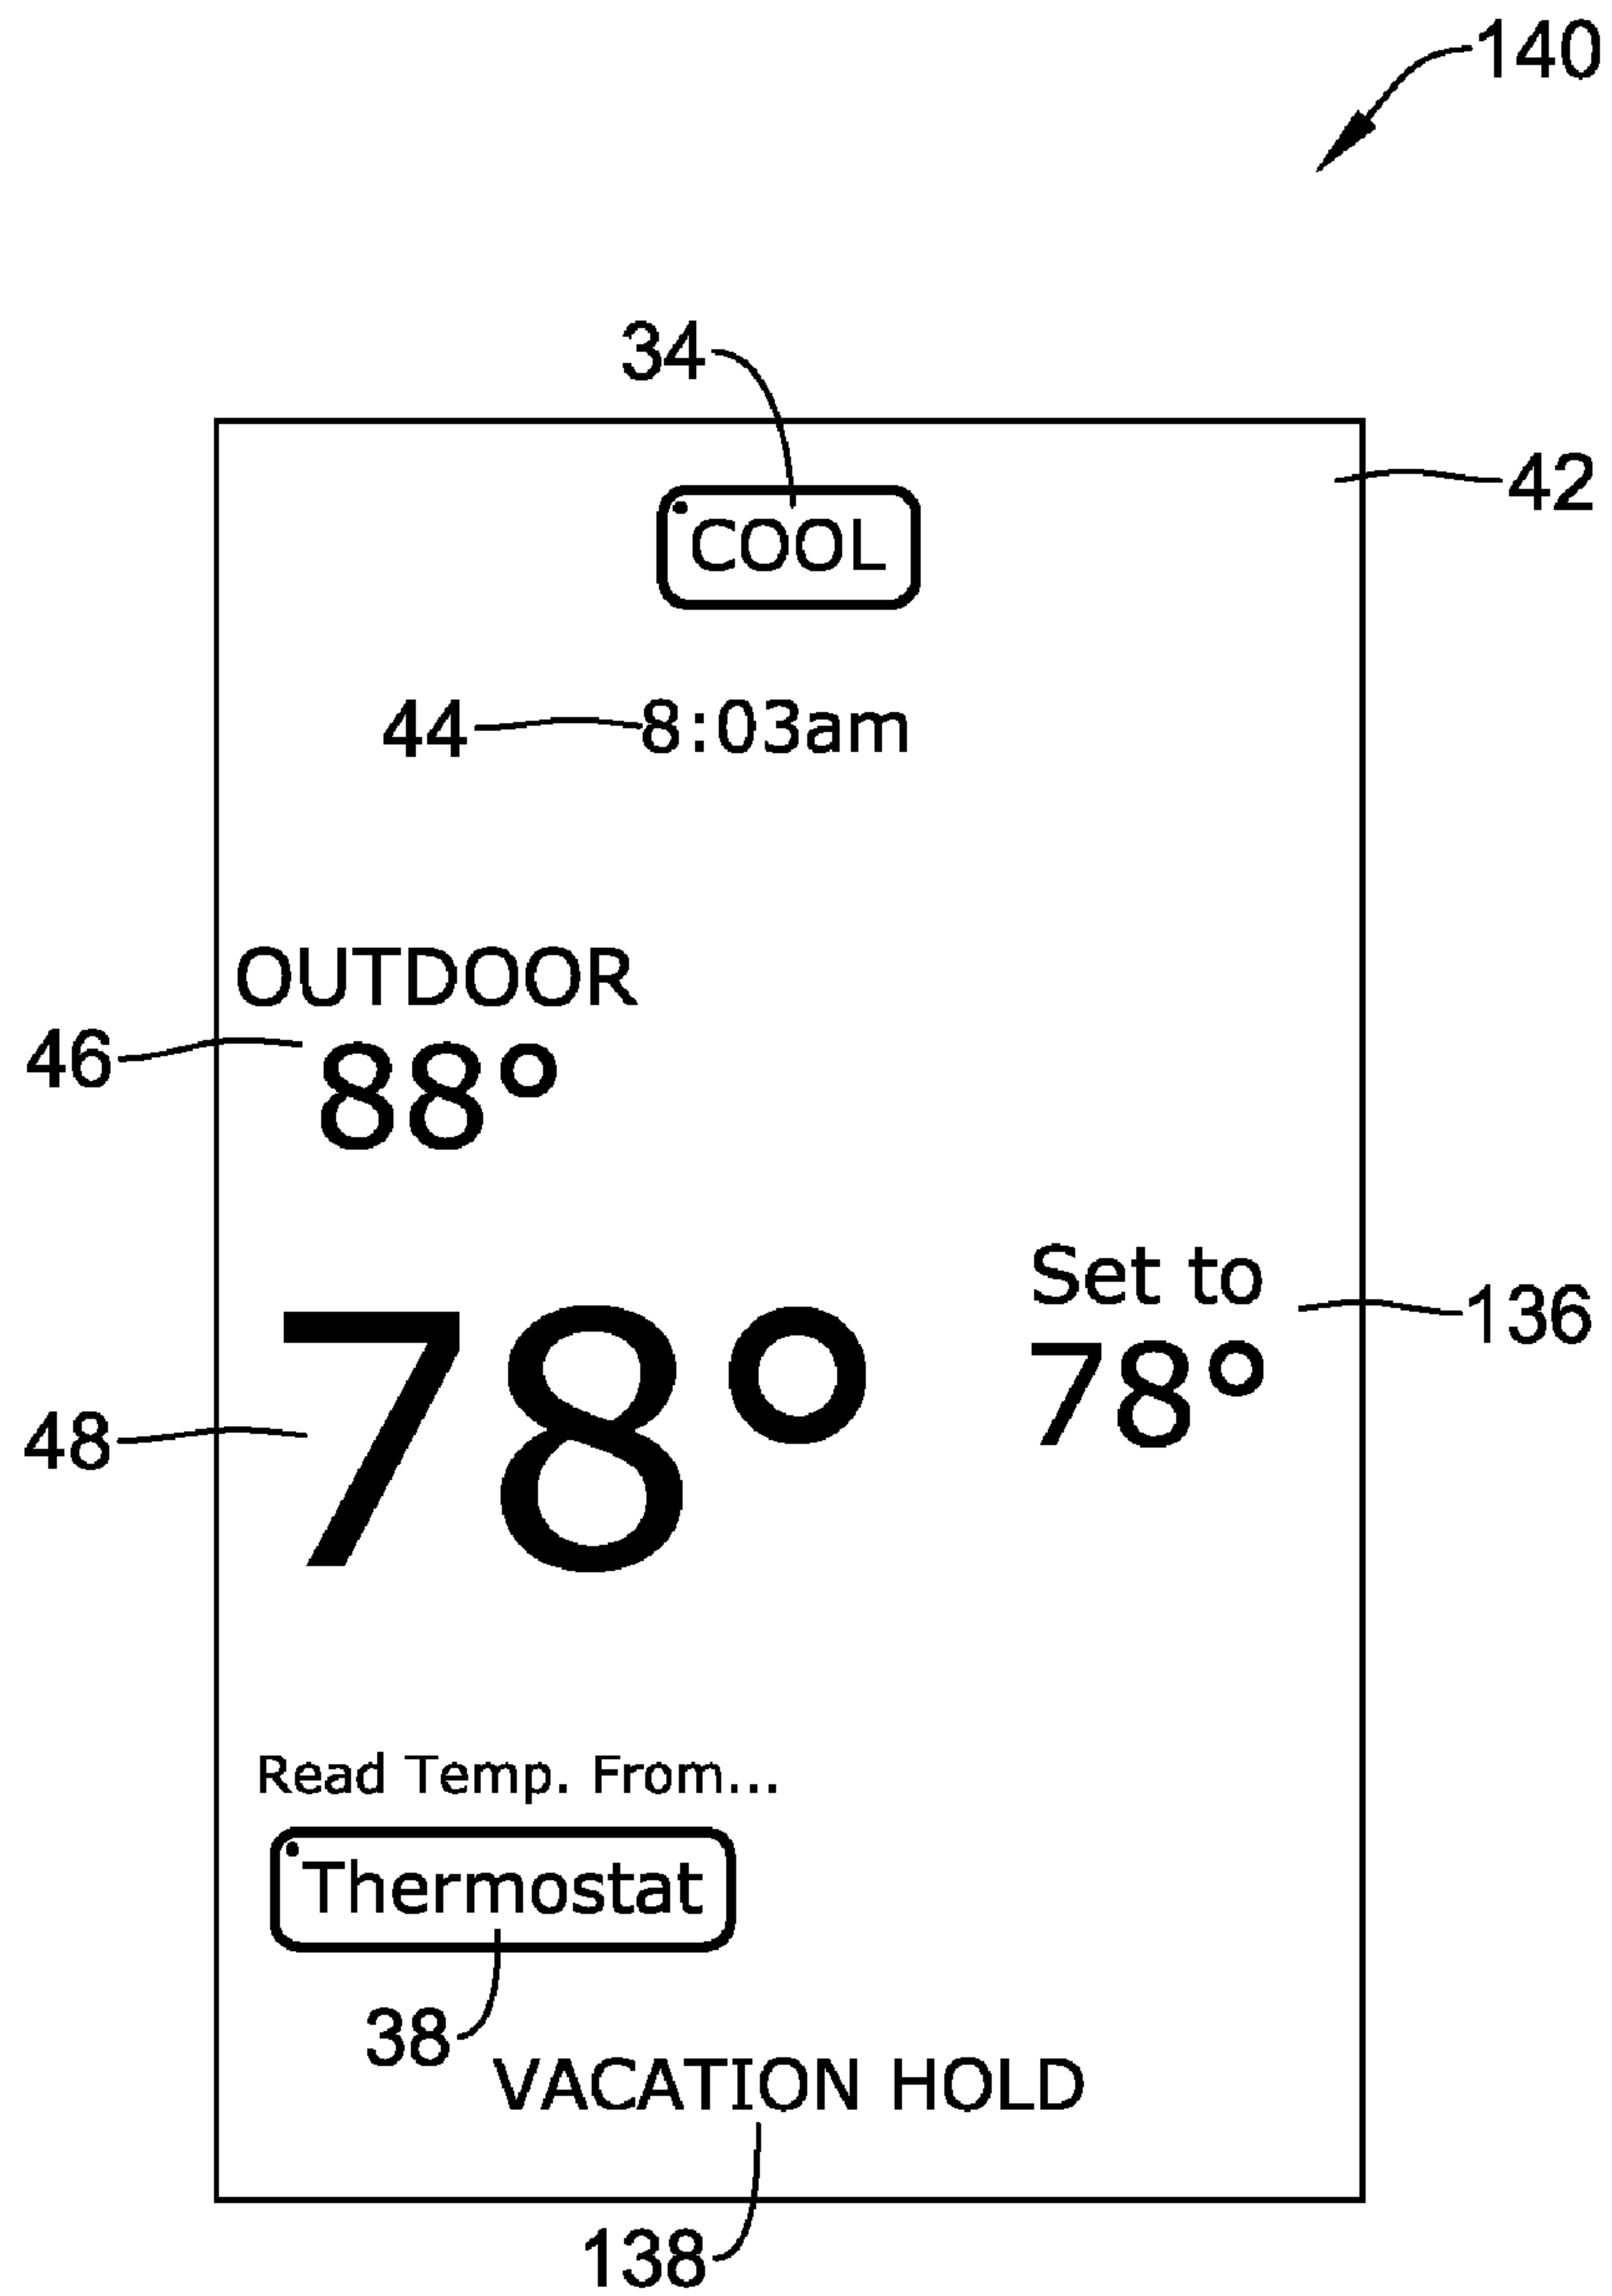 140
34
42
COOL
44 8:03am
OUTDOOR
46 88°
Set to
136
78° 78°
48
Read Temp. From...
Thermostat
38
VACATION HOLD
138